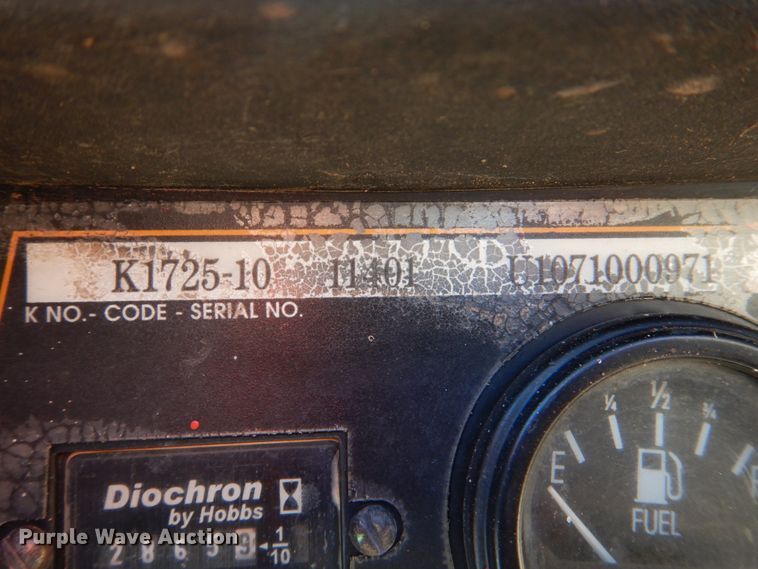 K1725-10 11401 U1071000971
K NO.- CODE - SERIAL NO.
1/4 1/2 3/4
E F
Diochron
by Hobbs
1/10
FUEL
Purple Wave Auction